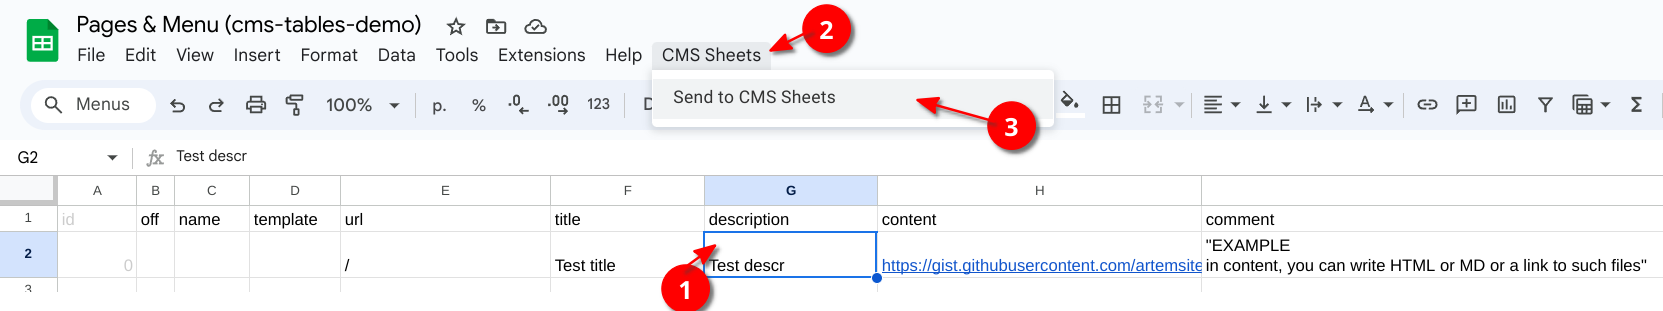 Pages & Menu (cms-tables-demo)
2
File Edit View Insert Format Data Tools Extensions Help CMS Sheets
Menus 100% p. % .0 .00 123
Send to CMS Sheets
3
G2 fx Test descr
A B C D E F G H
1 id off name template url title description content comment
2 0 / Test title Test descr https://gist.githubusercontent.com/artemsite "EXAMPLE
in content, you can write HTML or MD or a link to such files"
1
3